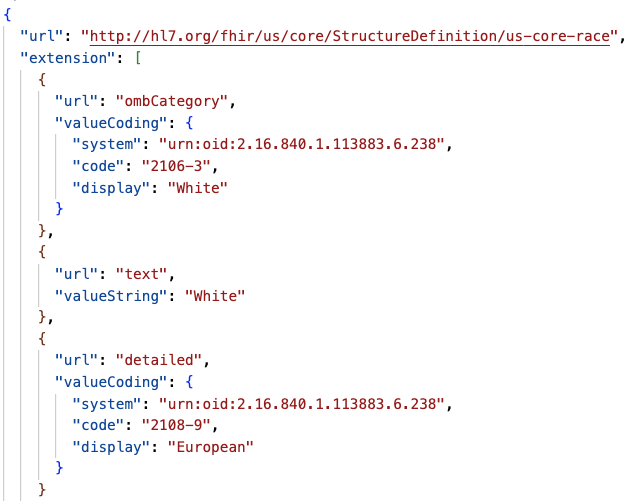 {
"url": "http://hl7.org/fhir/us/core/StructureDefinition/us-core-race",
"extension": [
{
"url": "ombCategory",
"valueCoding": {
"system": "urn:oid:2.16.840.1.113883.6.238",
"code": "2106-3",
"display": "White"
}
},
{
"url": "text",
"valueString": "White"
},
{
"url": "detailed",
"valueCoding": {
"system": "urn:oid:2.16.840.1.113883.6.238",
"code": "2108-9",
"display": "European"
}
}